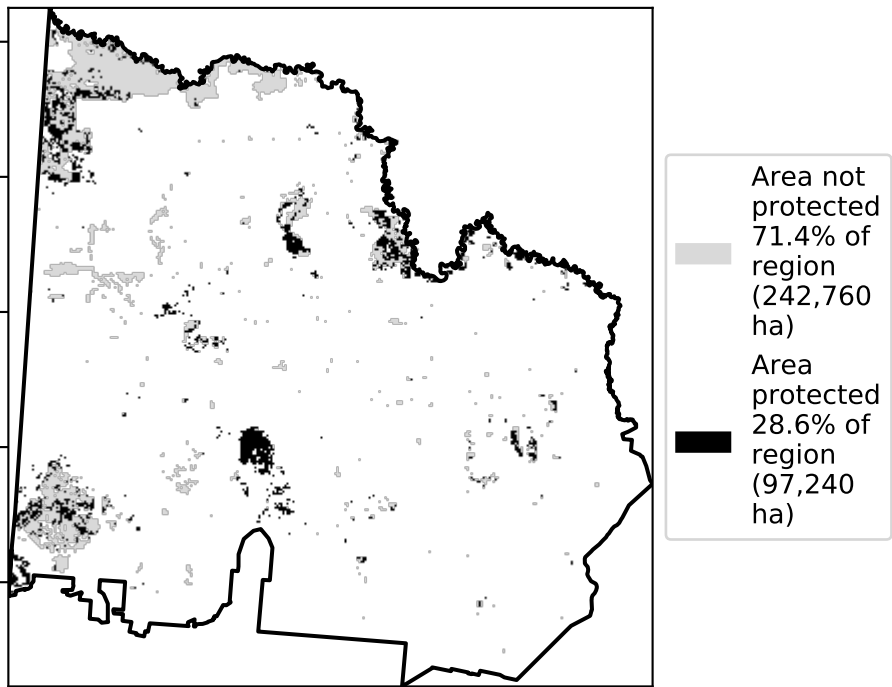 Area not
protected
71.4% of
region
(242,760
ha)
Area
protected
28.6% of
region
(97,240
ha)